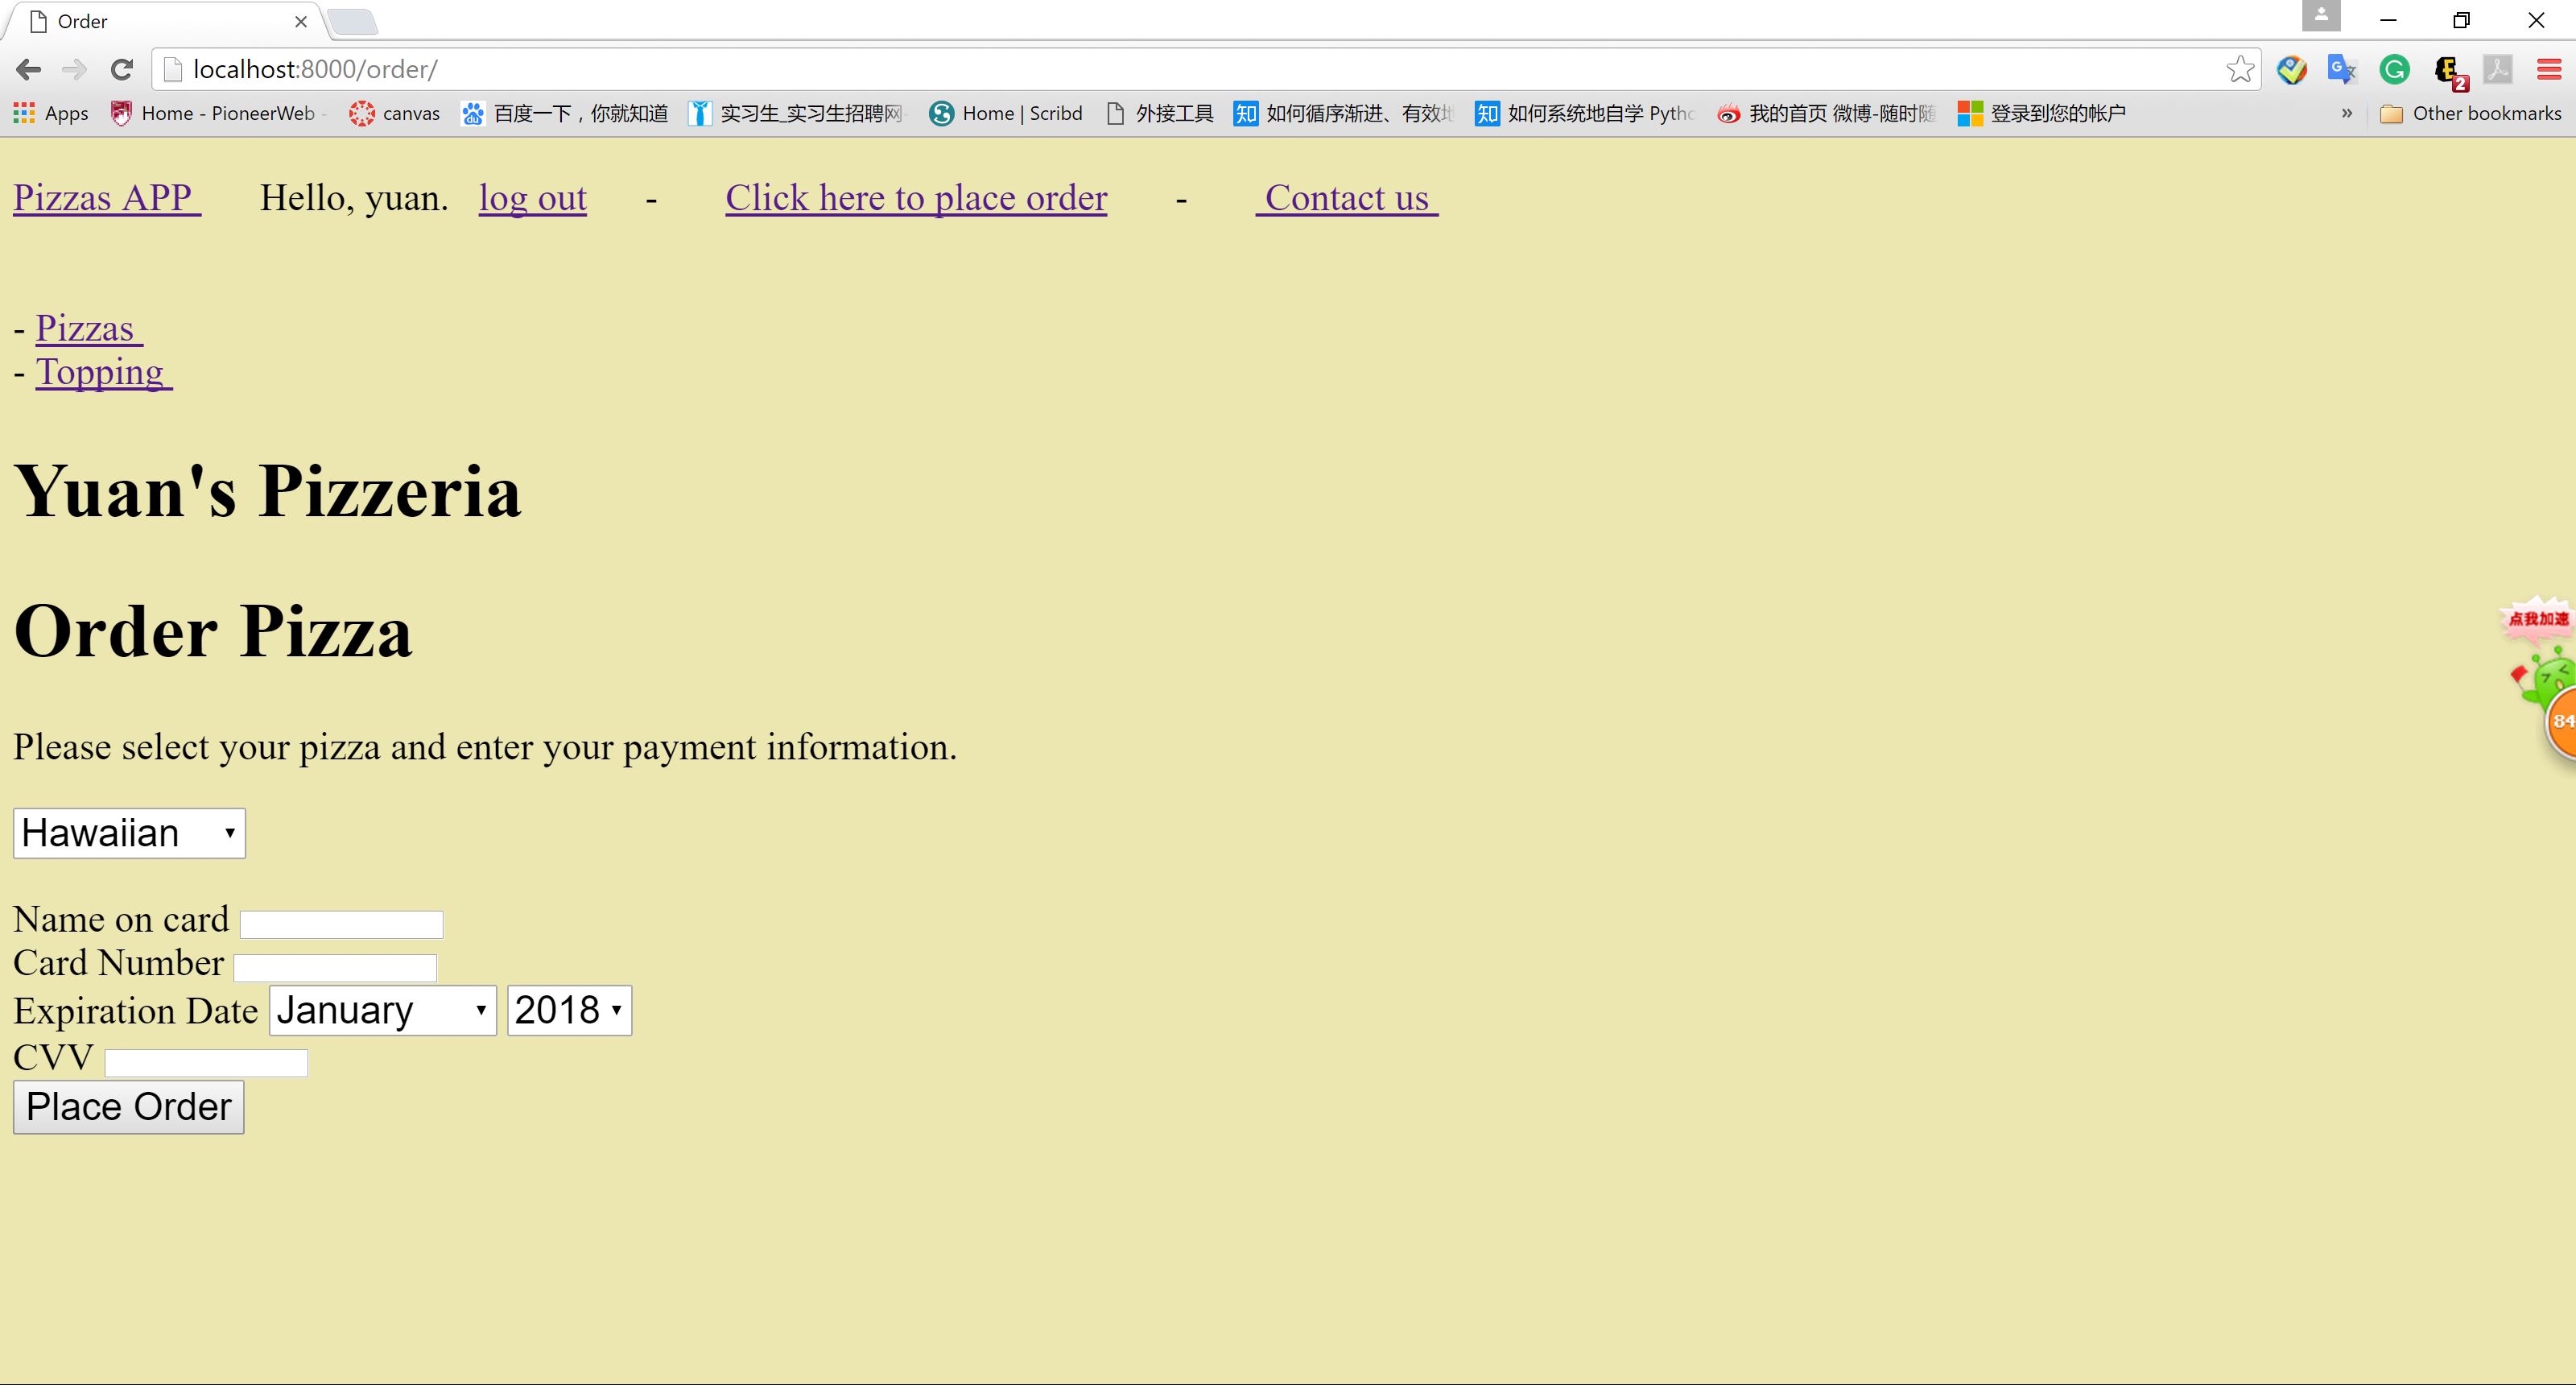 Order
localhost:8000/order/
Apps Home - PioneerWeb - canvas 百度一下，你就知道 实习生_实习生招聘网 Home | Scribd 外接工具 如何循序渐进、有效地 如何系统地自学 Pytho 我的首页 微博-随时随 登录到您的帐户 » Other bookmarks
2
Pizzas APP Hello, yuan. log out - Click here to place order - Contact us
- Pizzas
- Topping
Yuan's Pizzeria
Order Pizza
点我加速
84
Please select your pizza and enter your payment information.
Hawaiian
Name on card
Card Number
Expiration Date January 2018
CVV
Place Order